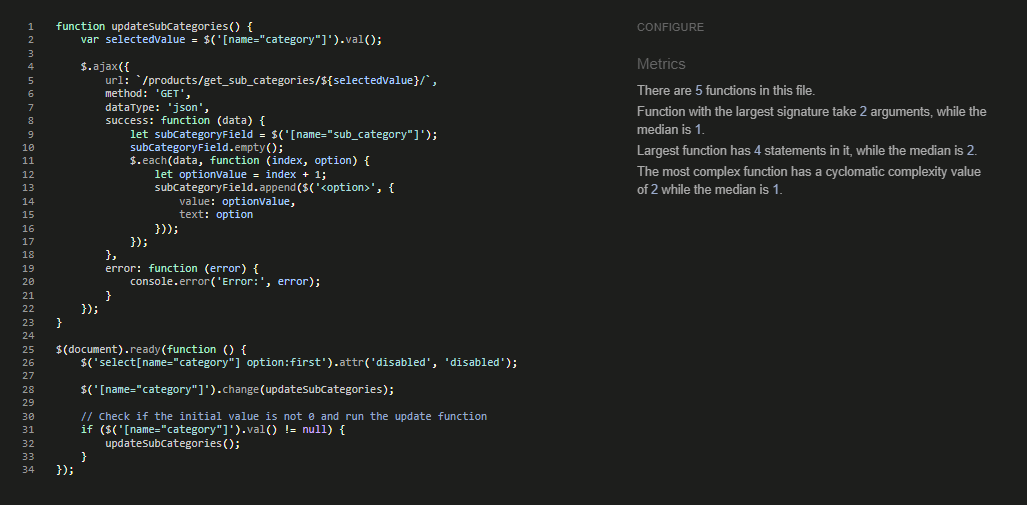 1 function updateSubCategories() {
2 var selectedValue = $('[name="category"]').val();
3
4 $.ajax({
5 url: `/products/get_sub_categories/${selectedValue}/`,
6 method: 'GET',
7 dataType: 'json',
8 success: function (data) {
9 let subCategoryField = $('[name="sub_category"]');
10 subCategoryField.empty();
11 $.each(data, function (index, option) {
12 let optionValue = index + 1;
13 subCategoryField.append($('<option>', {
14 value: optionValue,
15 text: option
16 }));
17 });
18 },
19 error: function (error) {
20 console.error('Error:', error);
21 }
22 });
23 }
24
25 $(document).ready(function () {
26 $('select[name="category"] option:first').attr('disabled', 'disabled');
27
28 $('[name="category"]').change(updateSubCategories);
29
30 // Check if the initial value is not 0 and run the update function
31 if ($('[name="category"]').val() != null) {
32 updateSubCategories();
33 }
34 });
CONFIGURE
Metrics
There are 5 functions in this file.
Function with the largest signature take 2 arguments, while the
median is 1.
Largest function has 4 statements in it, while the median is 2.
The most complex function has a cyclomatic complexity value
of 2 while the median is 1.